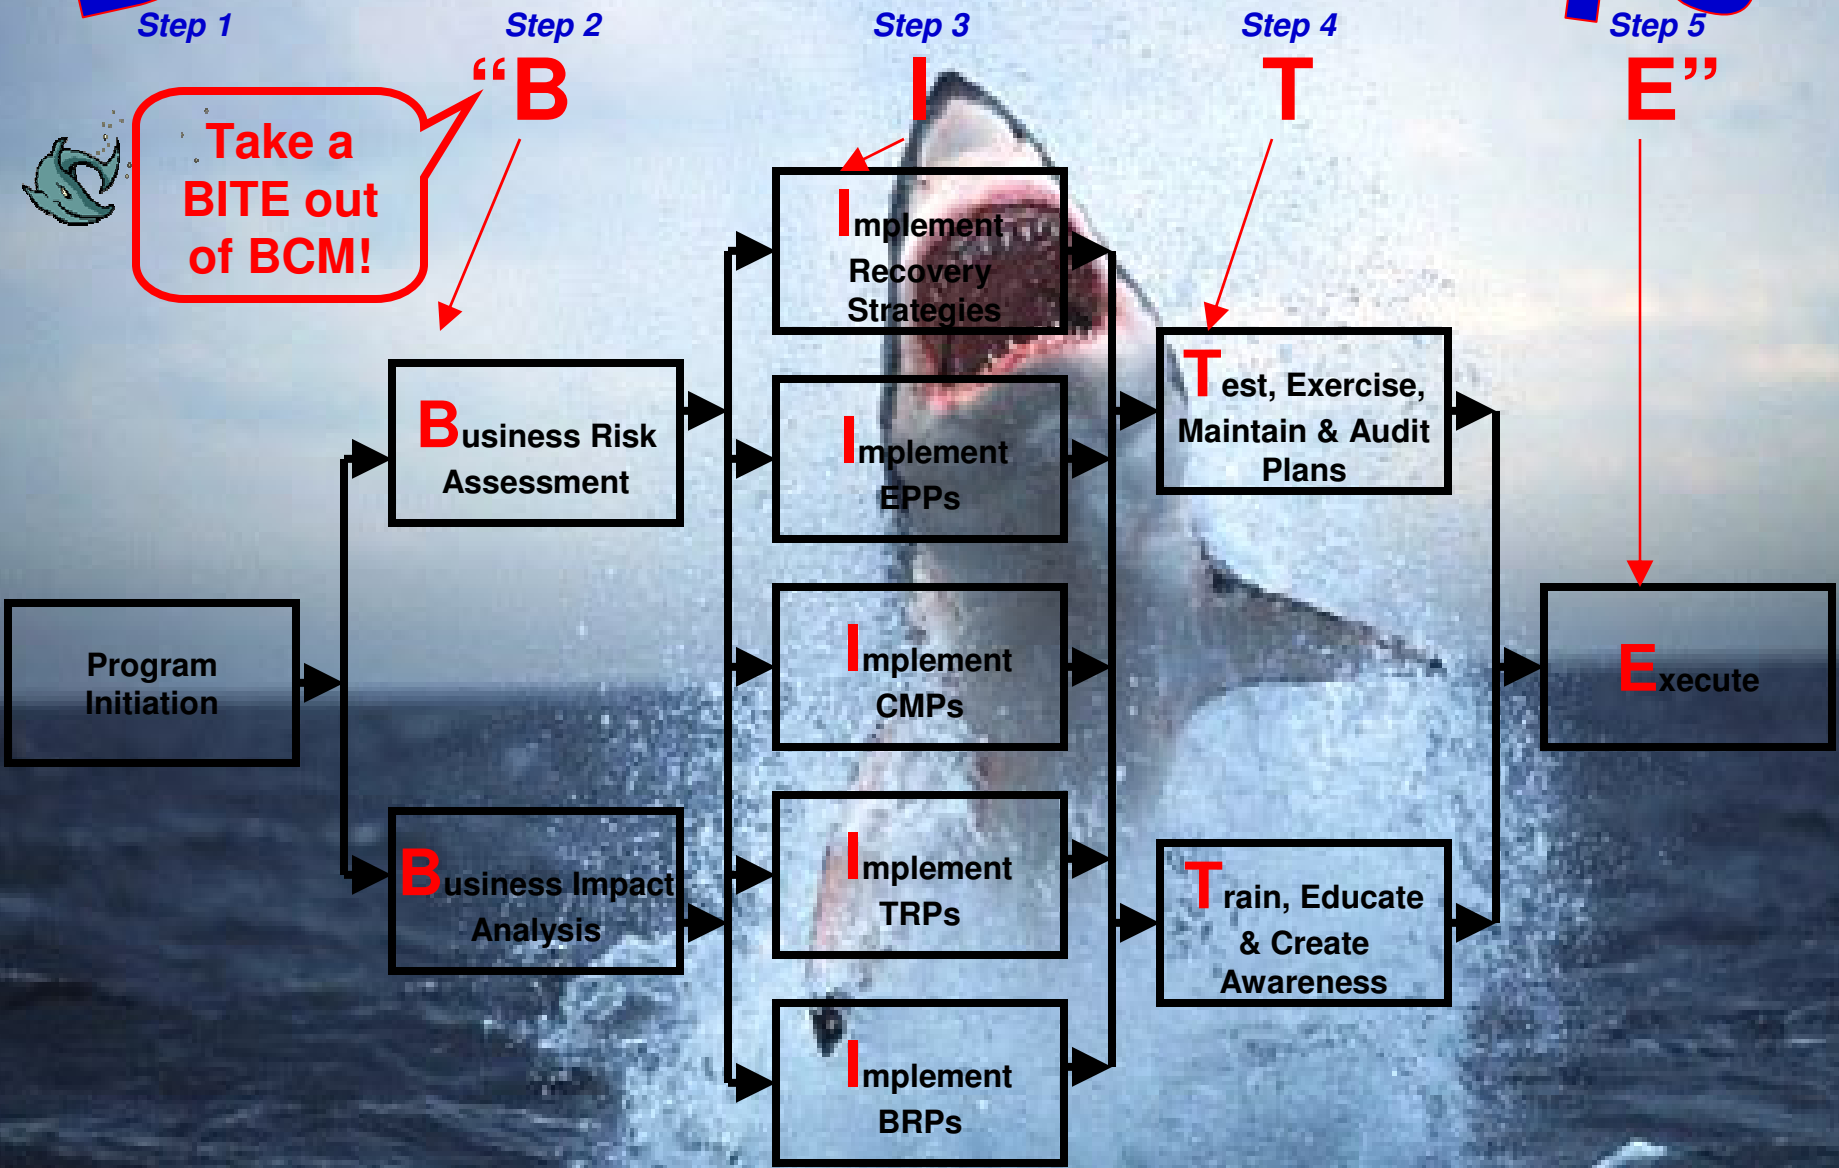 Step 1
Step 2
Step 3
Step 4
Step 5
“B
I
T
E”
Take a
BITE out
of BCM!
Program
Initiation
Business Risk
Assessment
Business Impact
Analysis
Implement
Recovery
Strategies
Implement
EPPs
Implement
CMPs
Implement
TRPs
Implement
BRPs
Test, Exercise,
Maintain & Audit
Plans
Train, Educate
& Create
Awareness
Execute